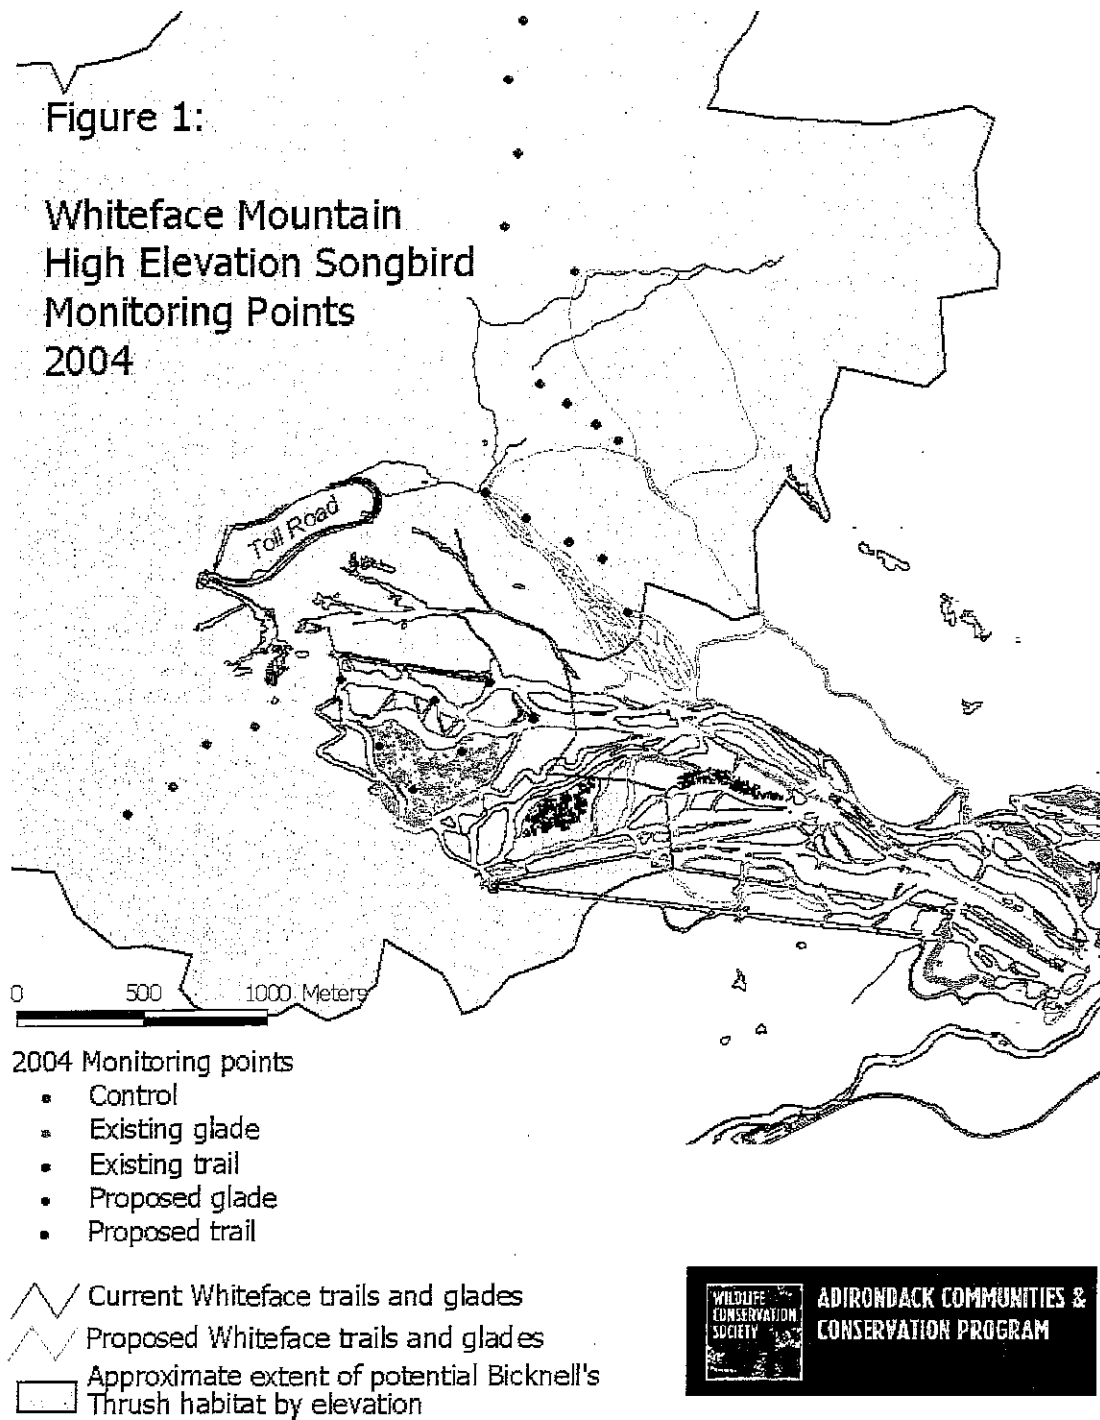 Figure 1:
Whiteface Mountain
High Elevation Songbird
Monitoring Points
2004
Toll Road
0 500 1000 Meters
2004 Monitoring points
Control
Existing glade
Existing trail
Proposed glade
Proposed trail
Current Whiteface trails and glades
Proposed Whiteface trails and glades
Approximate extent of potential Bicknell's
Thrush habitat by elevation
WILDLIFE
CONSERVATION
SOCIETY
ADIRONDACK COMMUNITIES &
CONSERVATION PROGRAM